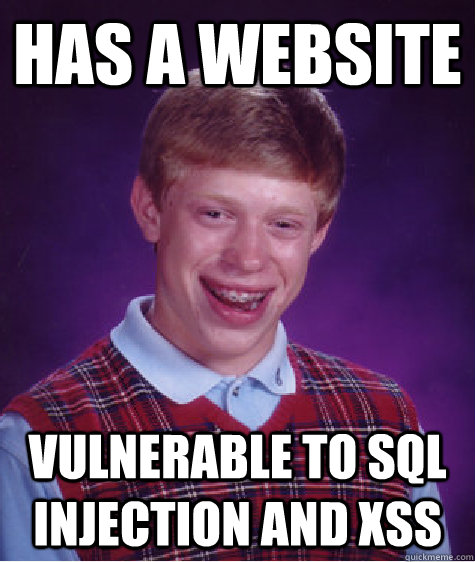 HAS A WEBSITE
VULNERABLE TO SQL
INJECTION AND XSS
quickmeme.com